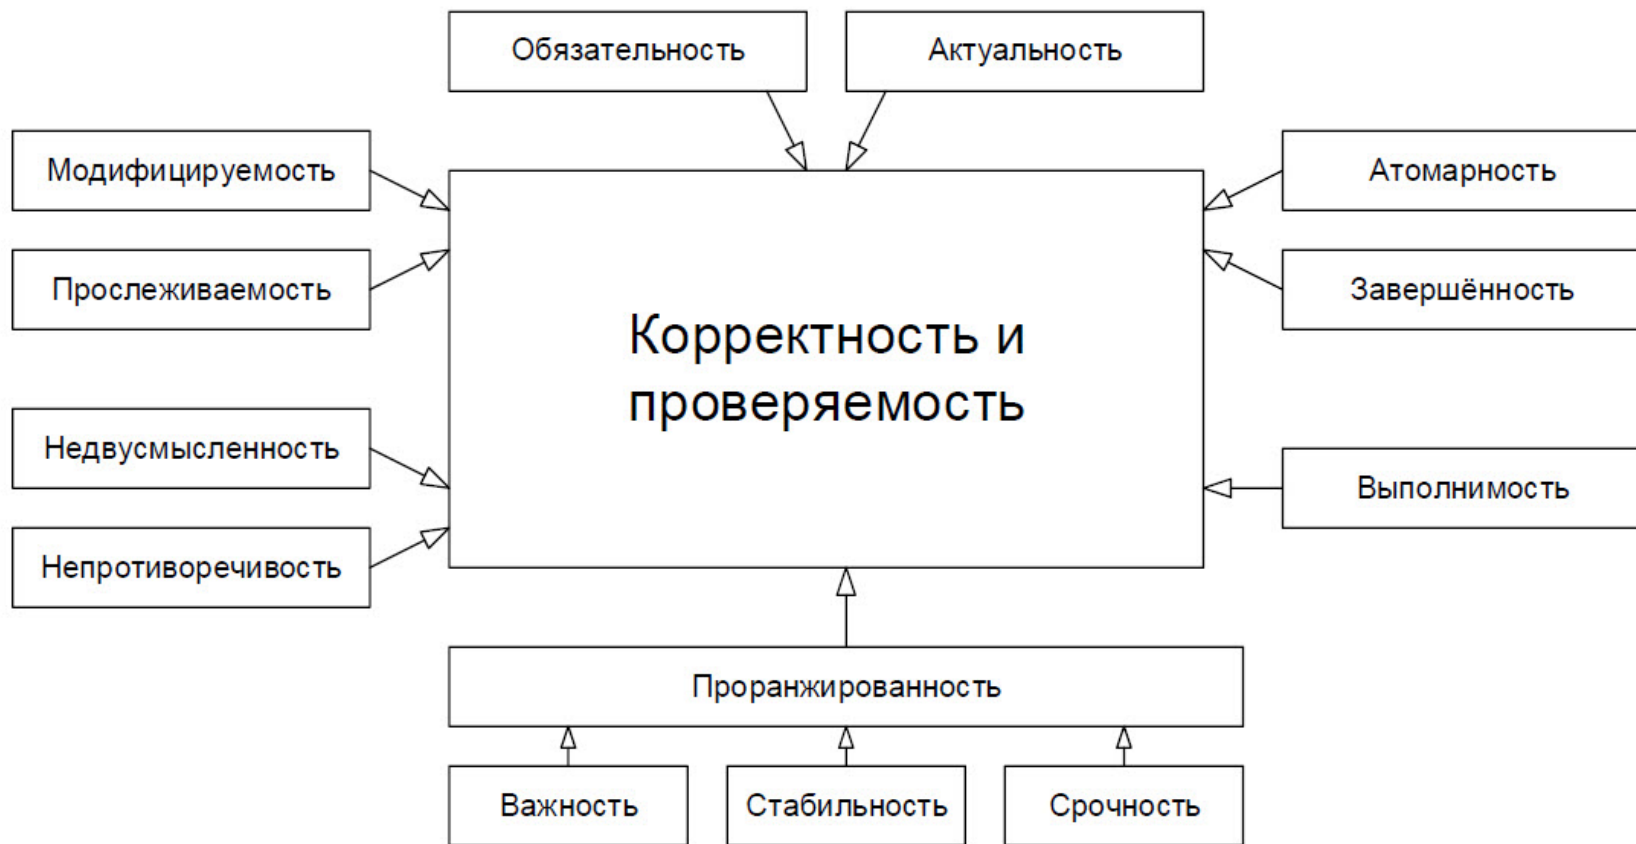 Обязательность
Актуальность
Модифицируемость
Атомарность
Прослеживаемость
Завершённость
Корректность и
проверяемость
Недвусмысленность
Выполнимость
Непротиворечивость
Проранжированность
Важность
Стабильность
Срочность